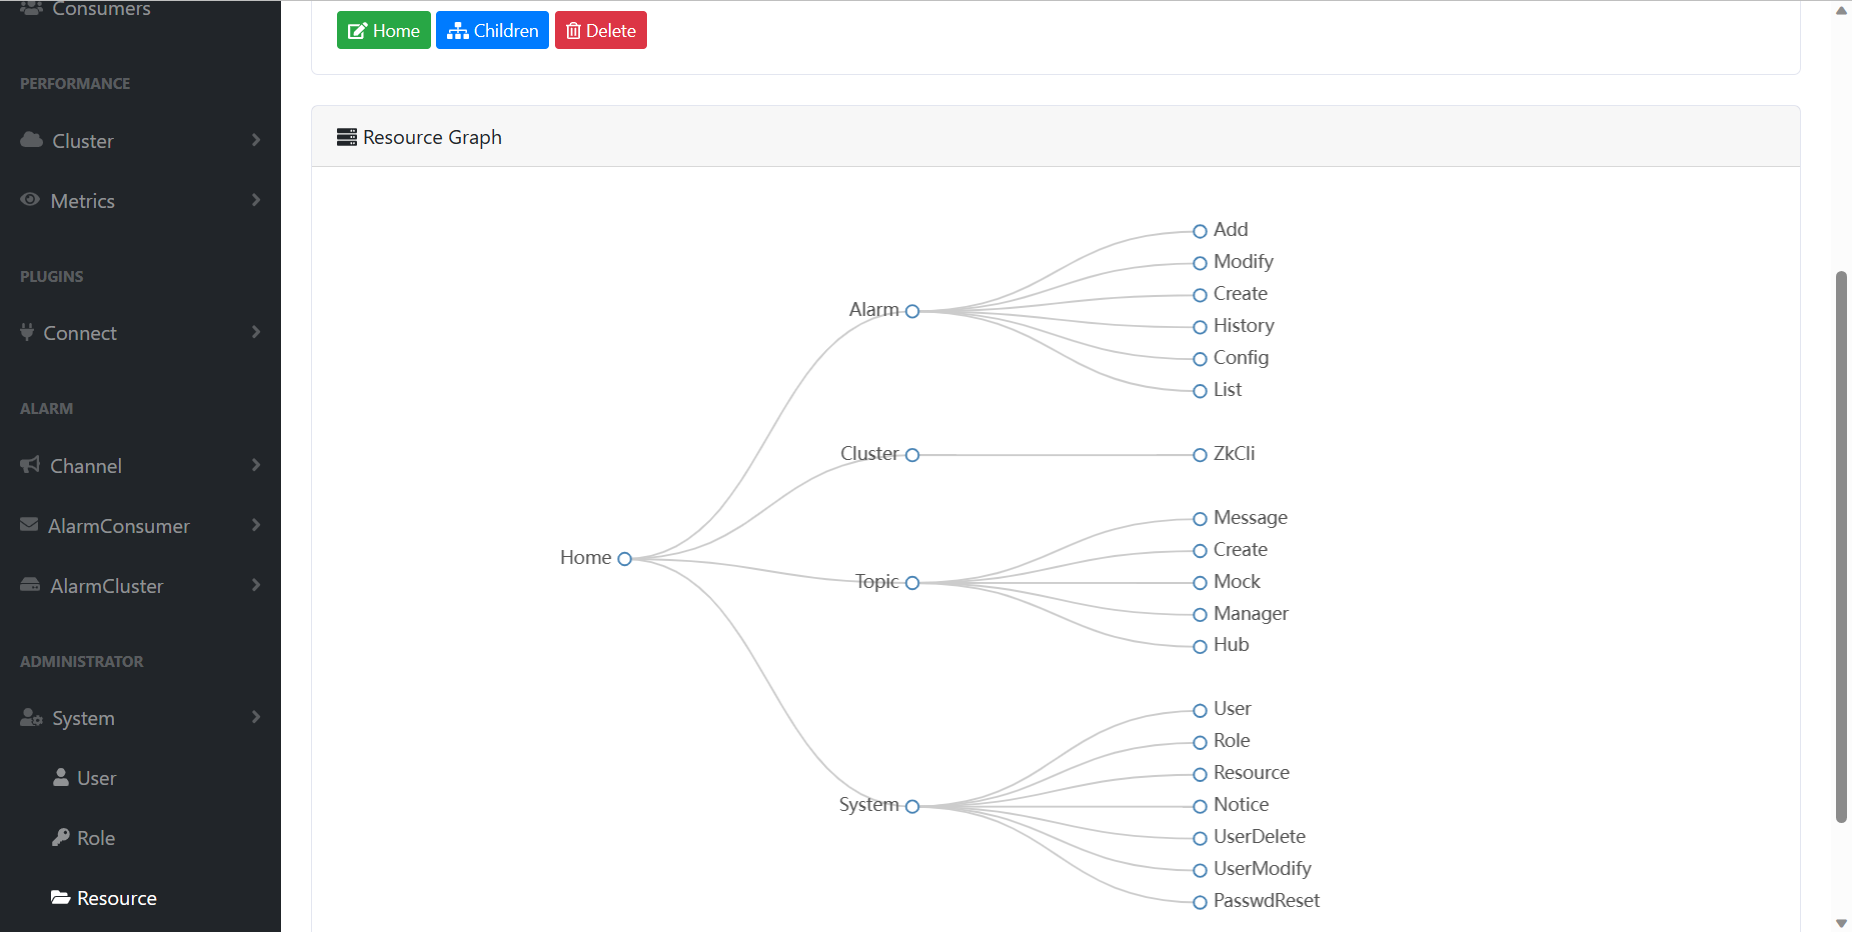 Consumers
PERFORMANCE
Cluster
Metrics
PLUGINS
Connect
ALARM
Channel
AlarmConsumer
AlarmCluster
ADMINISTRATOR
System
User
Role
Resource
Home Children Delete
Resource Graph
Home
Alarm
Add
Modify
Create
History
Config
List
Cluster
ZkCli
Topic
Message
Create
Mock
Manager
Hub
System
User
Role
Resource
Notice
UserDelete
UserModify
PasswdReset